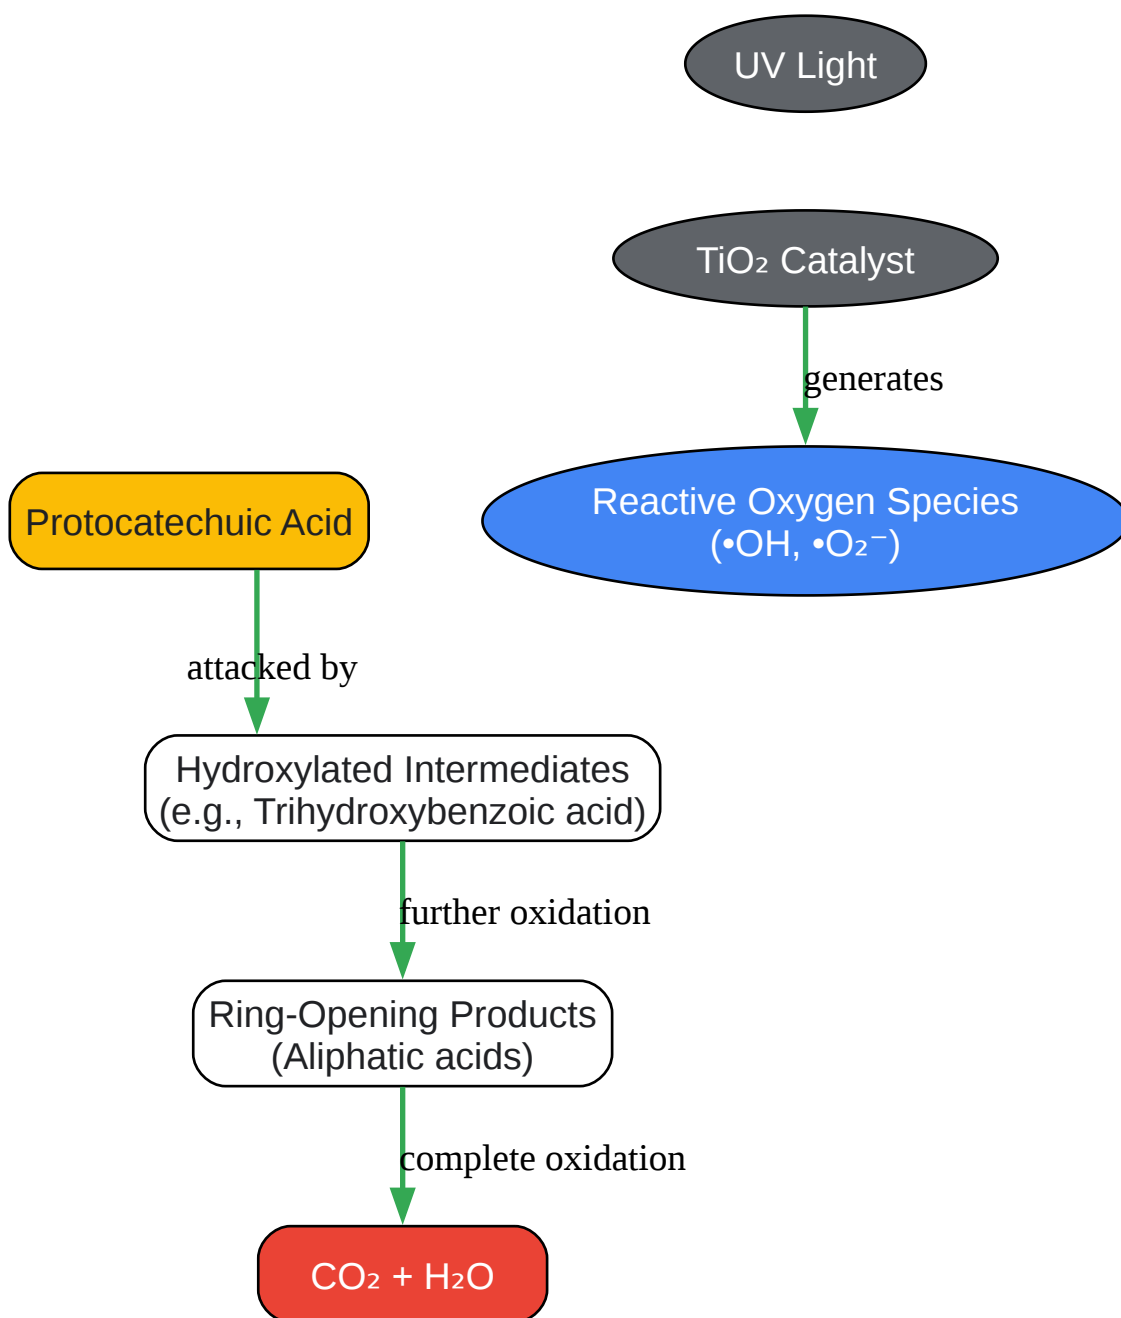 UV Light
TiO₂ Catalyst
generates
Reactive Oxygen Species
(•OH, •O₂⁻)
Protocatechuic Acid
attacked by
Hydroxylated Intermediates
(e.g., Trihydroxybenzoic acid)
further oxidation
Ring-Opening Products
(Aliphatic acids)
complete oxidation
CO₂ + H₂O